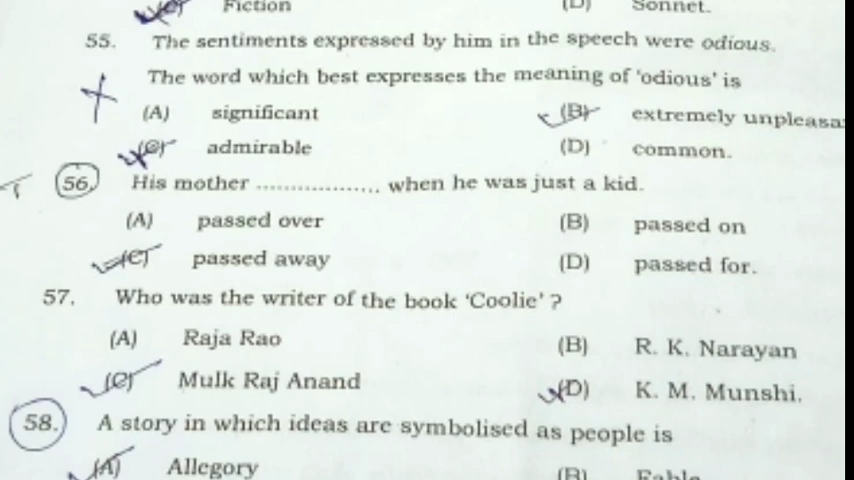 Fiction (D) Sonnet.
55. The sentiments expressed by him in the speech were odious.
The word which best expresses the meaning of 'odious' is
(A) significant (B) extremely
(C) admirable (D) common.
56. His mother .................. when he was just a kid.
(A) passed over (B) passed on
(C) passed away (D) passed for.
57. Who was the writer of the book 'Coolie' ?
(A) Raja Rao (B) R. K. Narayan
(C) Mulk Raj Anand (D) K. M. Munshi.
58. A story in which ideas are symbolised as people is
(A) Allegory (B) Fable